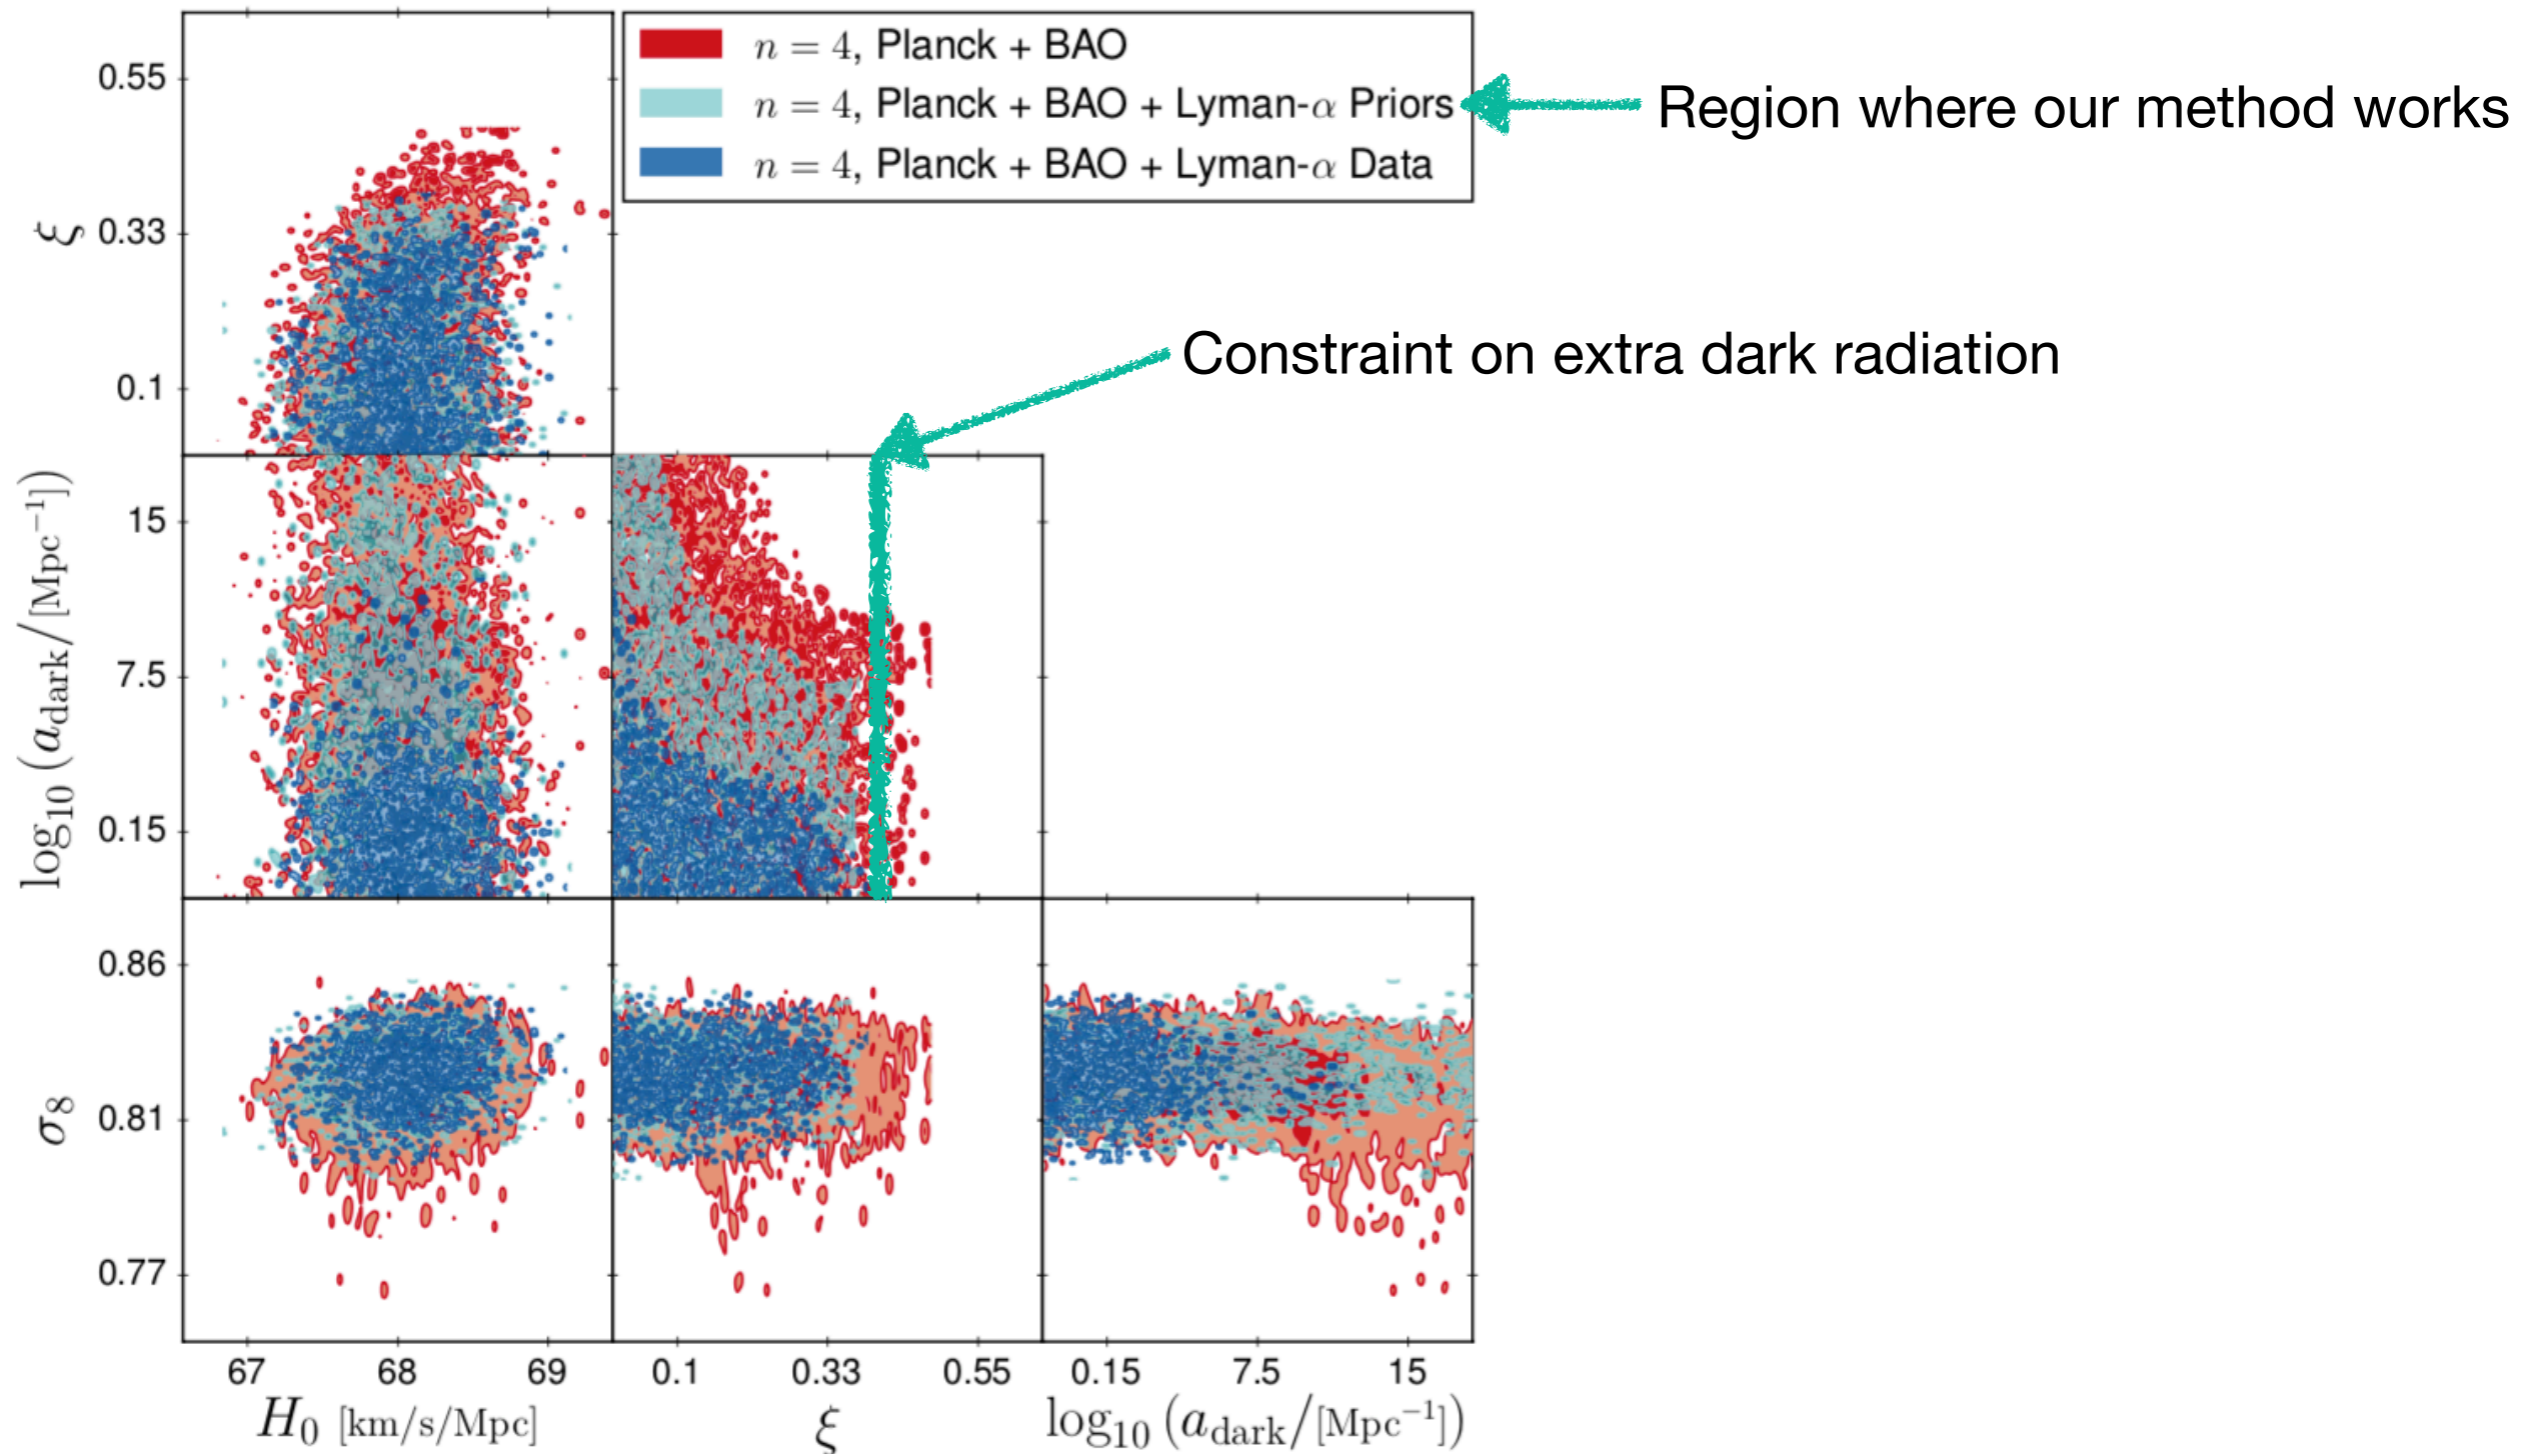 n = 4, Planck + BAO
n = 4, Planck + BAO + Lyman-α Priors
n = 4, Planck + BAO + Lyman-α Data
Region where our method works
Constraint on extra dark radiation
0.55
0.33
0.1
ξ
15
7.5
0.15
log₁₀ (a_dark/[Mpc⁻¹])
0.86
0.81
0.77
σ₈
67 68 69 0.1 0.33 0.55 0.15 7.5 15
H₀ [km/s/Mpc] ξ log₁₀ (a_dark/[Mpc⁻¹])